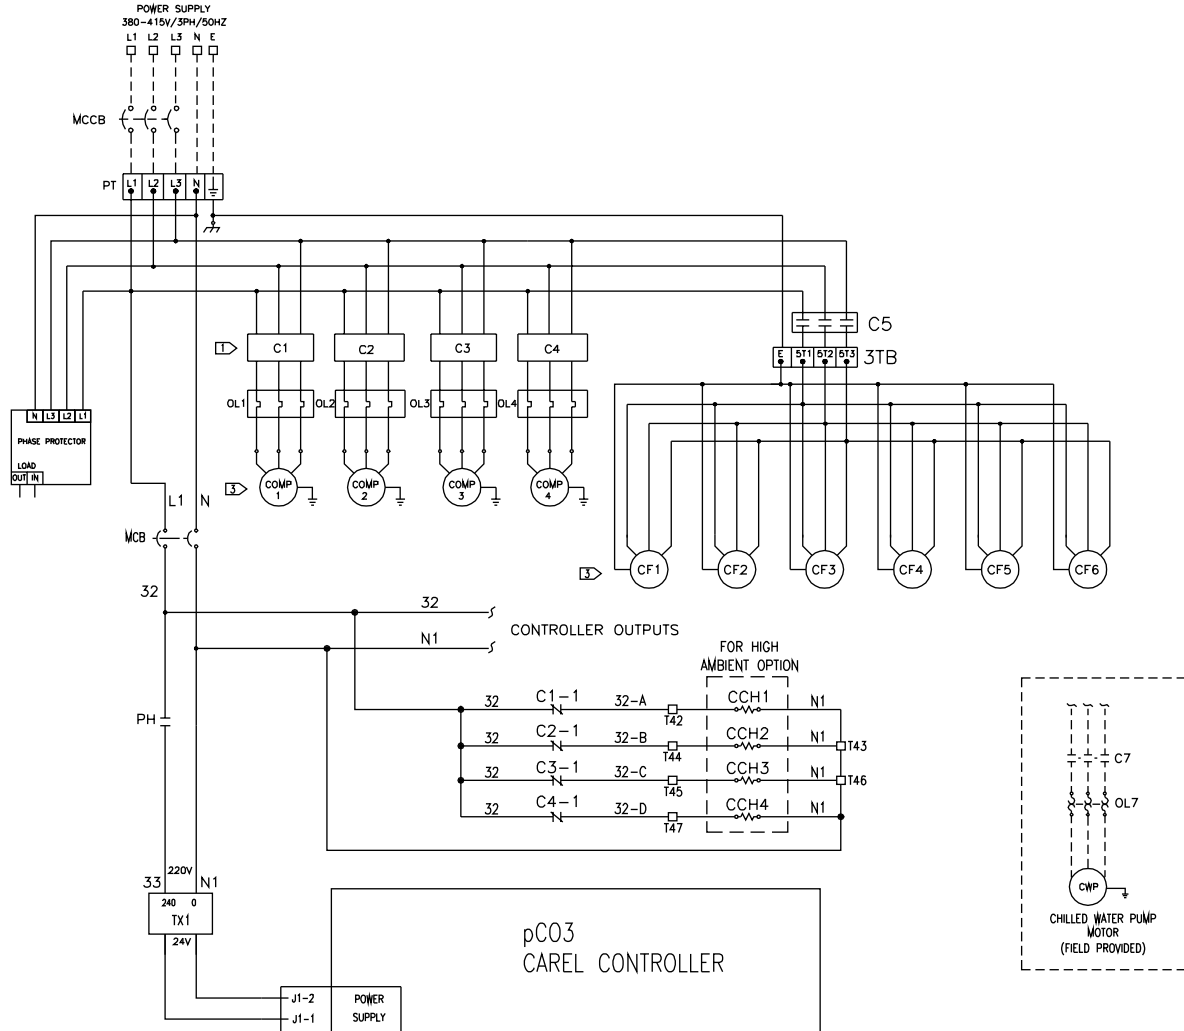 POWER SUPPLY
380-415V/3PH/50HZ
L1 L2 L3 N E
MCCB
PT L1 L2 L3 N
C5
1 C1 C2 C3 C4
E 5T1 5T2 5T3 3TB
OL1 OL2 OL3 OL4
N L3 L2 L1
PHASE PROTECTOR
LOAD
OUT IN
3 COMP 1 COMP 2 COMP 3 COMP 4
L1 N
MCB
3 CF1 CF2 CF3 CF4 CF5 CF6
32
32
N1
CONTROLLER OUTPUTS
FOR HIGH
AMBIENT OPTION
32 C1-1 32-A T42 CCH1 N1
32 C2-1 32-B T44 CCH2 N1 T43
32 C3-1 32-C T45 CCH3 N1 T46
32 C4-1 32-D T47 CCH4 N1
PH
C7
OL7
CWP
CHILLED WATER PUMP
MOTOR
(FIELD PROVIDED)
220V
33 N1
240 0
TX1
24V
pCO3
CAREL CONTROLLER
J1-2 POWER
J1-1 SUPPLY